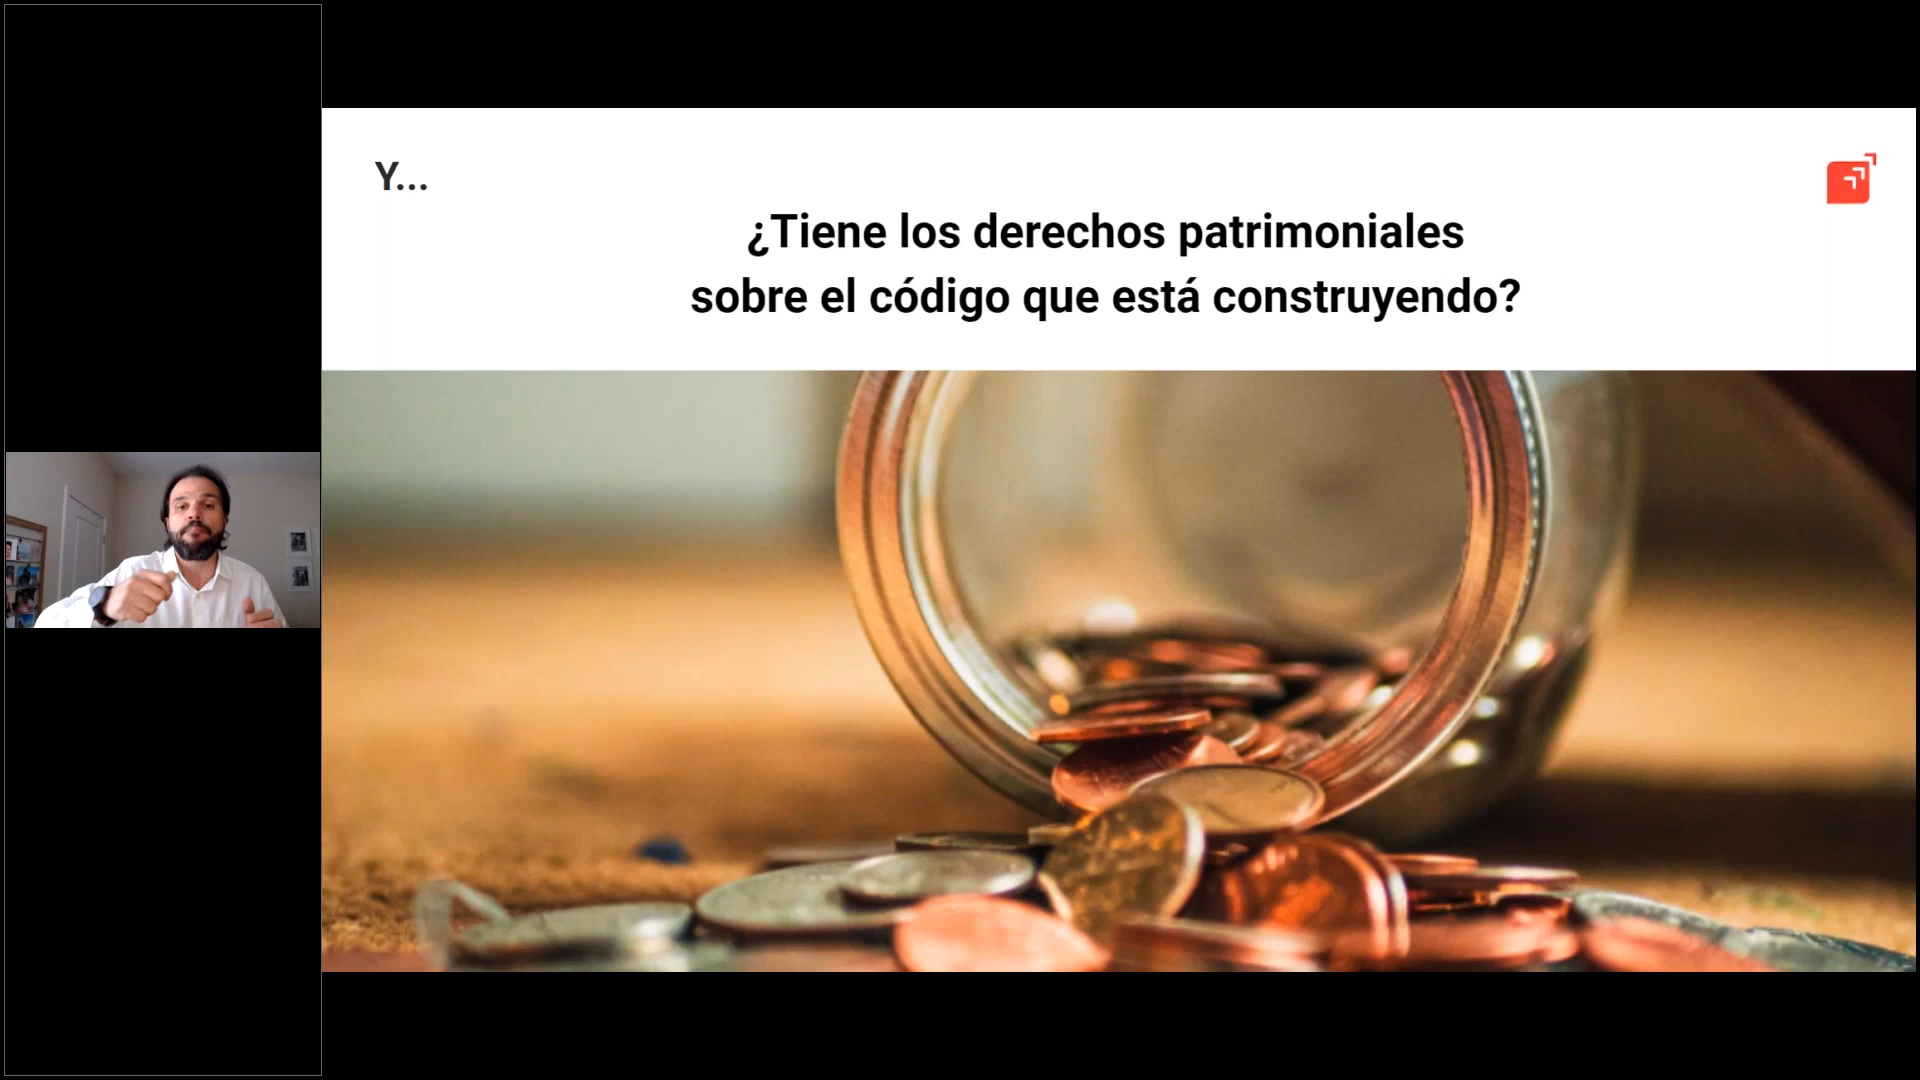 Y...
¿Tiene los derechos patrimoniales
sobre el código que está construyendo?